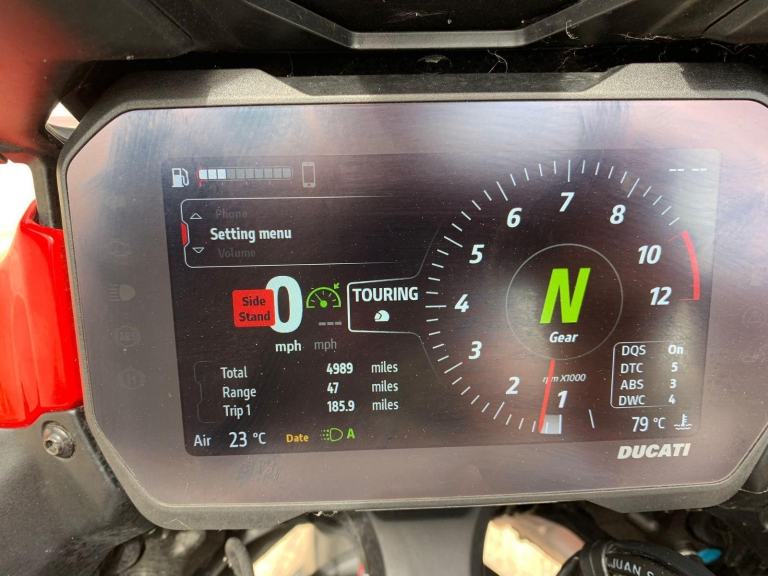 Phone
Setting menu
Volume
Side
Stand
0
mph
---
mph
TOURING
Total 4989 miles
Range 47 miles
Trip 1 185.9 miles
Air 23 °C
Date
A
-- --
1
2
3
4
5
6
7
8
10
12
N
Gear
rpm X1000
DQS On
DTC 5
ABS 3
DWC 4
79 °C
DUCATI
JUAN